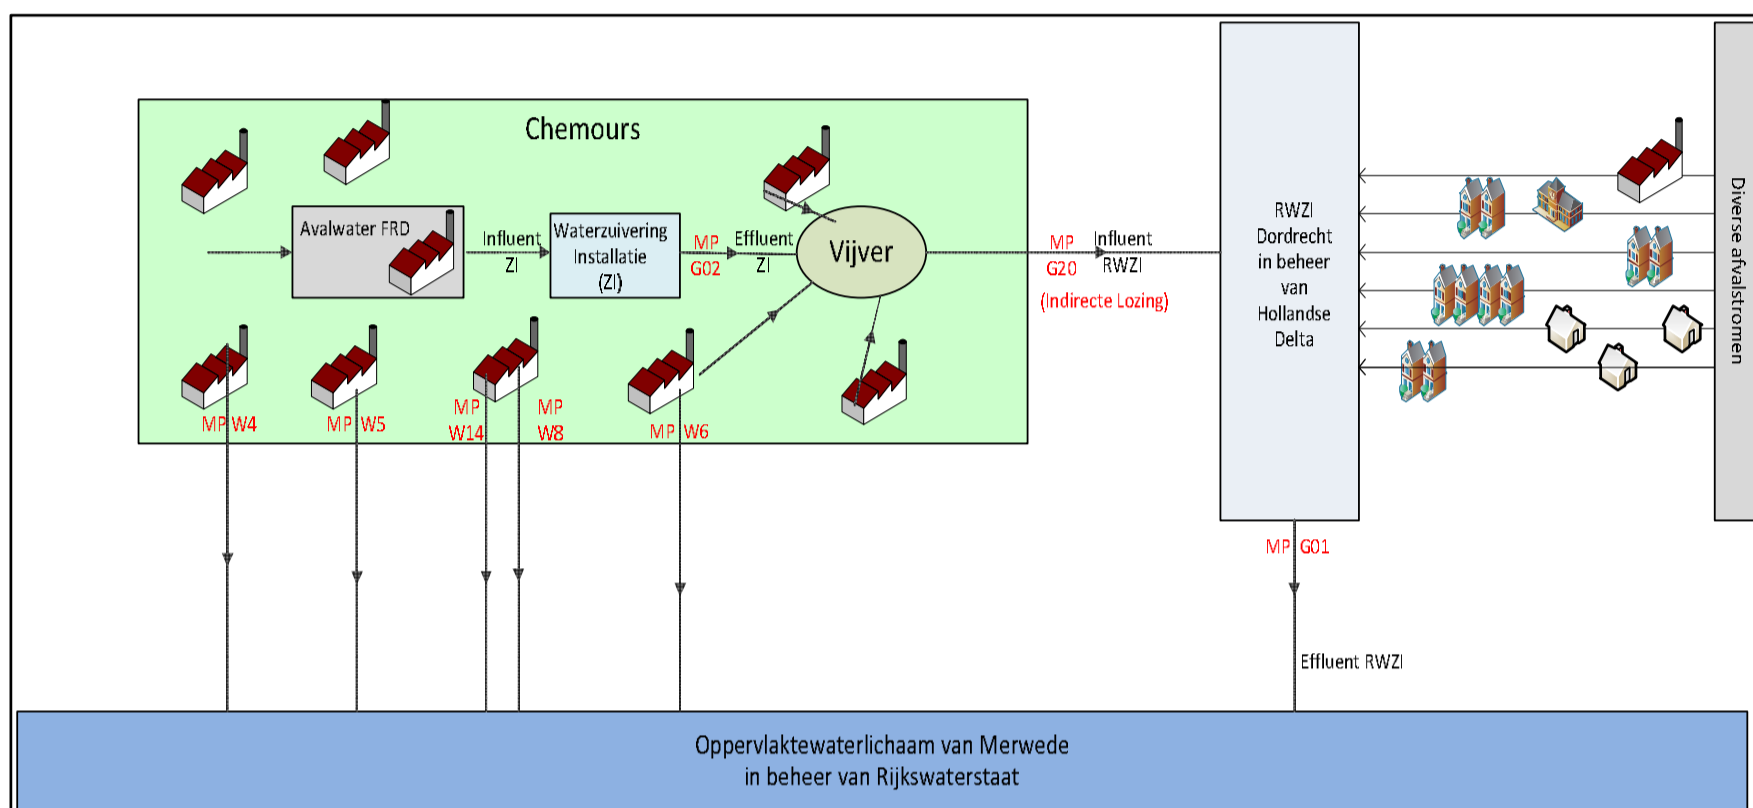 Chemours
Avalwater FRD
Influent
ZI
Waterzuivering
Installatie
(ZI)
MP
G02
Effluent
ZI
Vijver
MP
G20
Influent
RWZI
(Indirecte Lozing)
RWZI
Dordrecht
in beheer
van
Hollandse
Delta
Diverse afvalstromen
MP W4
MP W5
MP
W14
MP
W8
MP W6
MP G01
Effluent RWZI
Oppervlaktewaterlichaam van Merwede
in beheer van Rijkswaterstaat